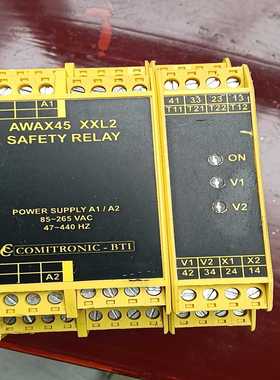 A1
AWAX45 XXL2
SAFETY RELAY
POWER SUPPLY A1 / A2
85-265 VAC
47-440 HZ
COMITRONIC - BTI
A2
41 33 23 13
T11 T21 T22 T12
ON
V1
V2
V1 V2 X1 X2
42 34 24 14